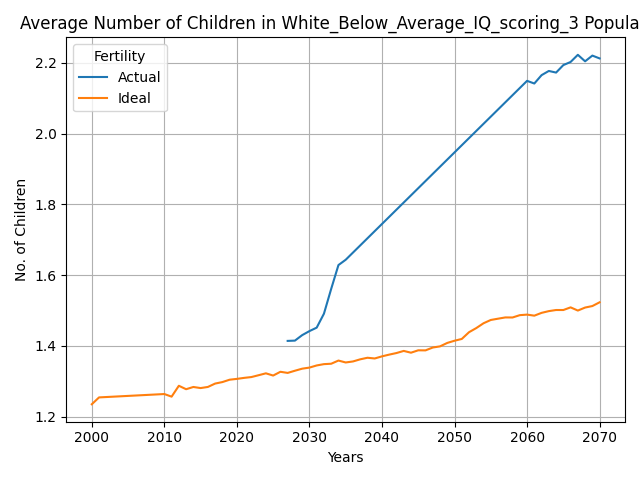 Average Number of Children in White_Below_Average_IQ_scoring_3 Popula
Fertility
Actual
Ideal
2.2
2.0
1.8
1.6
1.4
1.2
No. of Children
2000 2010 2020 2030 2040 2050 2060 2070
Years